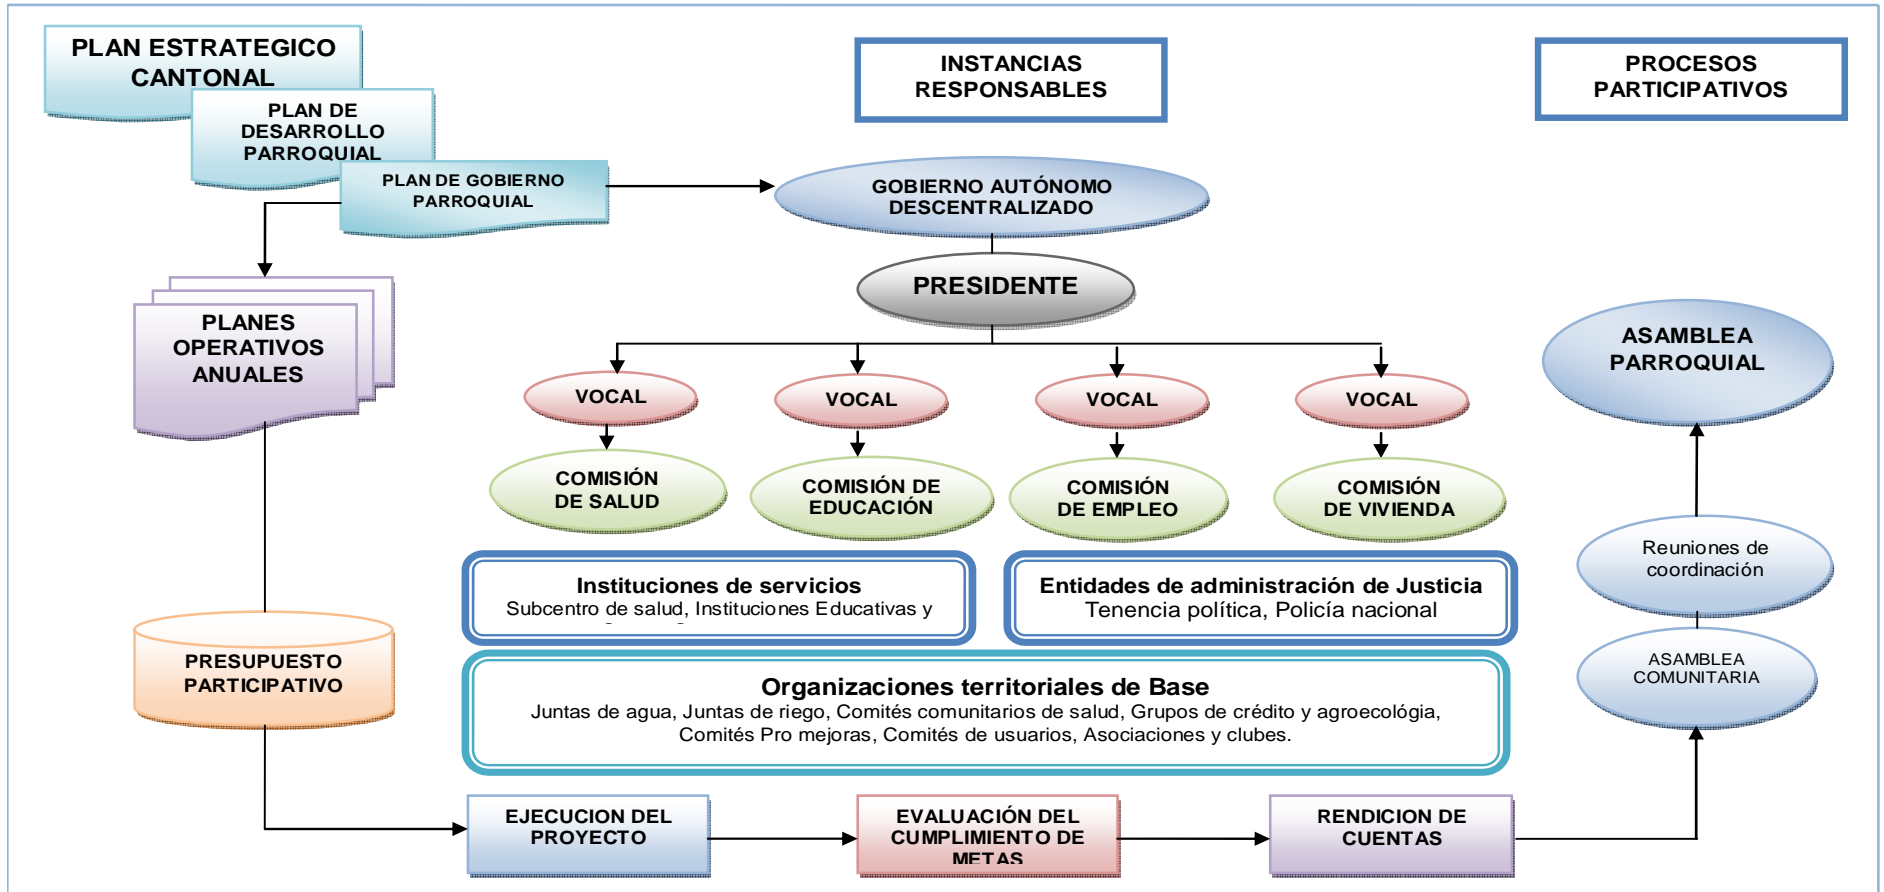 PLAN ESTRATEGICO
CANTONAL
PLAN DE
DESARROLLO
PARROQUIAL
PLAN DE GOBIERNO
PARROQUIAL
INSTANCIAS
RESPONSABLES
PROCESOS
PARTICIPATIVOS
GOBIERNO AUTÓNOMO
DESCENTRALIZADO
PRESIDENTE
PLANES
OPERATIVOS
ANUALES
VOCAL
VOCAL
VOCAL
VOCAL
ASAMBLEA
PARROQUIAL
COMISIÓN
DE SALUD
COMISIÓN DE
EDUCACIÓN
COMISIÓN
DE EMPLEO
COMISIÓN
DE VIVIENDA
Reuniones de
coordinación
Instituciones de servicios
Subcentro de salud, Instituciones Educativas y
Entidades de administración de Justicia
Tenencia política, Policía nacional
PRESUPUESTO
PARTICIPATIVO
Organizaciones territoriales de Base
Juntas de agua, Juntas de riego, Comités comunitarios de salud, Grupos de crédito y agroecológia,
Comités Pro mejoras, Comités de usuarios, Asociaciones y clubes.
ASAMBLEA
COMUNITARIA
EJECUCION DEL
PROYECTO
EVALUACIÓN DEL
CUMPLIMIENTO DE
METAS
RENDICION DE
CUENTAS